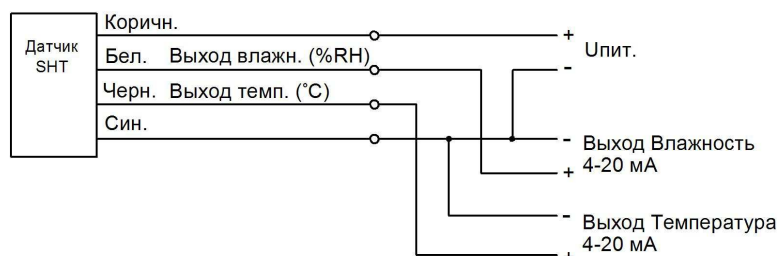 Датчик
SHT
Коричн.
Бел. Выход влажн. (%RH)
Черн. Выход темп. (°C)
Син.
+
Uпит.
-
- Выход Влажность
+ 4-20 мА
- Выход Температура
+ 4-20 мА